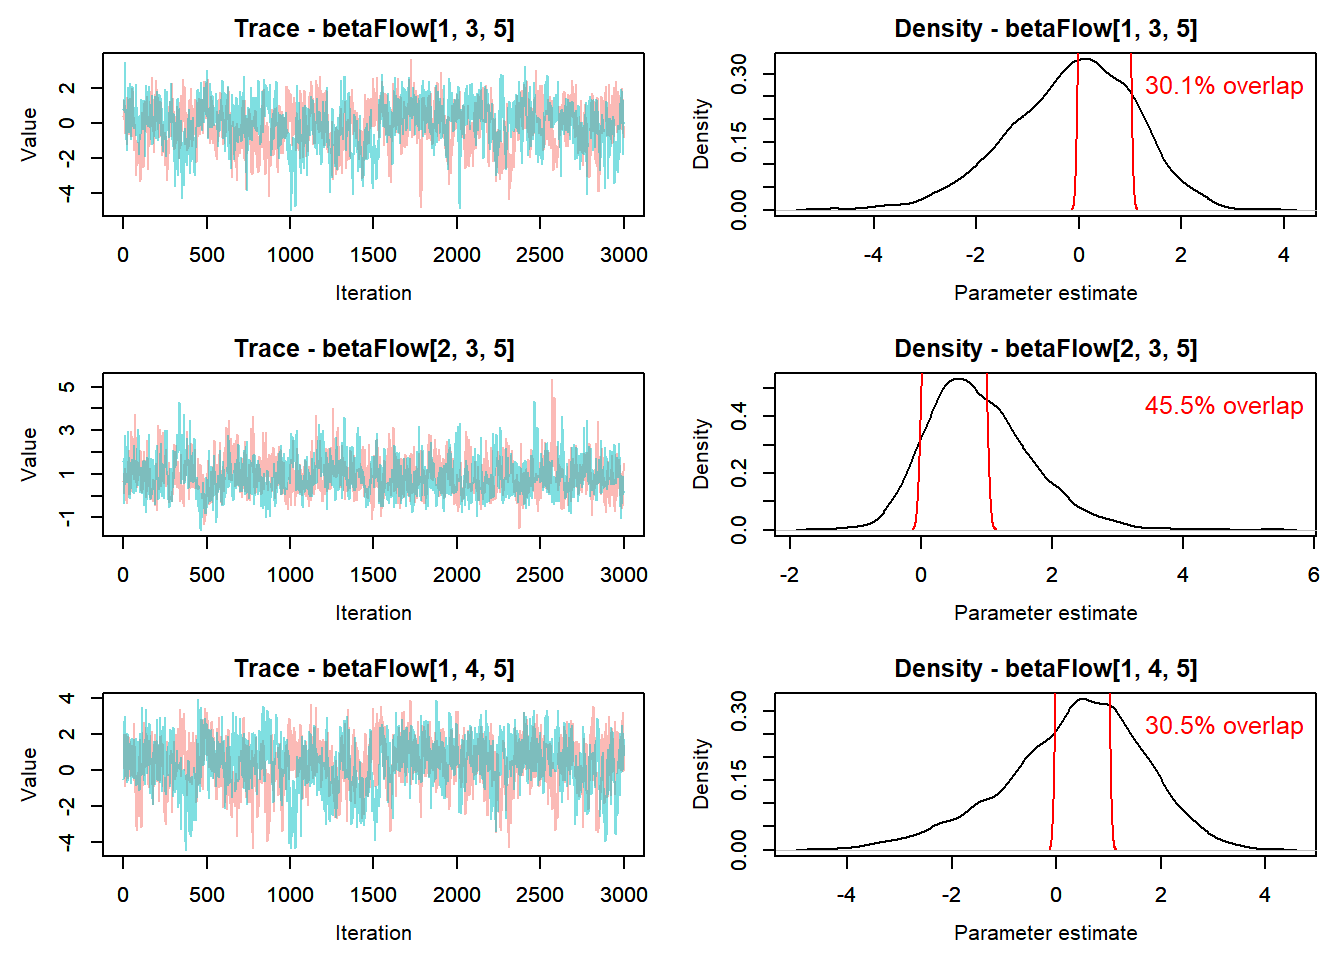 Trace - betaFlow[1, 3, 5]
Value
2
0
-2
-4
0 500 1000 1500 2000 2500 3000
Iteration
Density - betaFlow[1, 3, 5]
Density
0.30
0.15
0.00
30.1% overlap
-4 -2 0 2 4
Parameter estimate
Trace - betaFlow[2, 3, 5]
Value
5
3
1
-1
0 500 1000 1500 2000 2500 3000
Iteration
Density - betaFlow[2, 3, 5]
Density
0.4
0.2
0.0
45.5% overlap
-2 0 2 4 6
Parameter estimate
Trace - betaFlow[1, 4, 5]
Value
4
2
0
-2
-4
0 500 1000 1500 2000 2500 3000
Iteration
Density - betaFlow[1, 4, 5]
Density
0.30
0.15
0.00
30.5% overlap
-4 -2 0 2 4
Parameter estimate